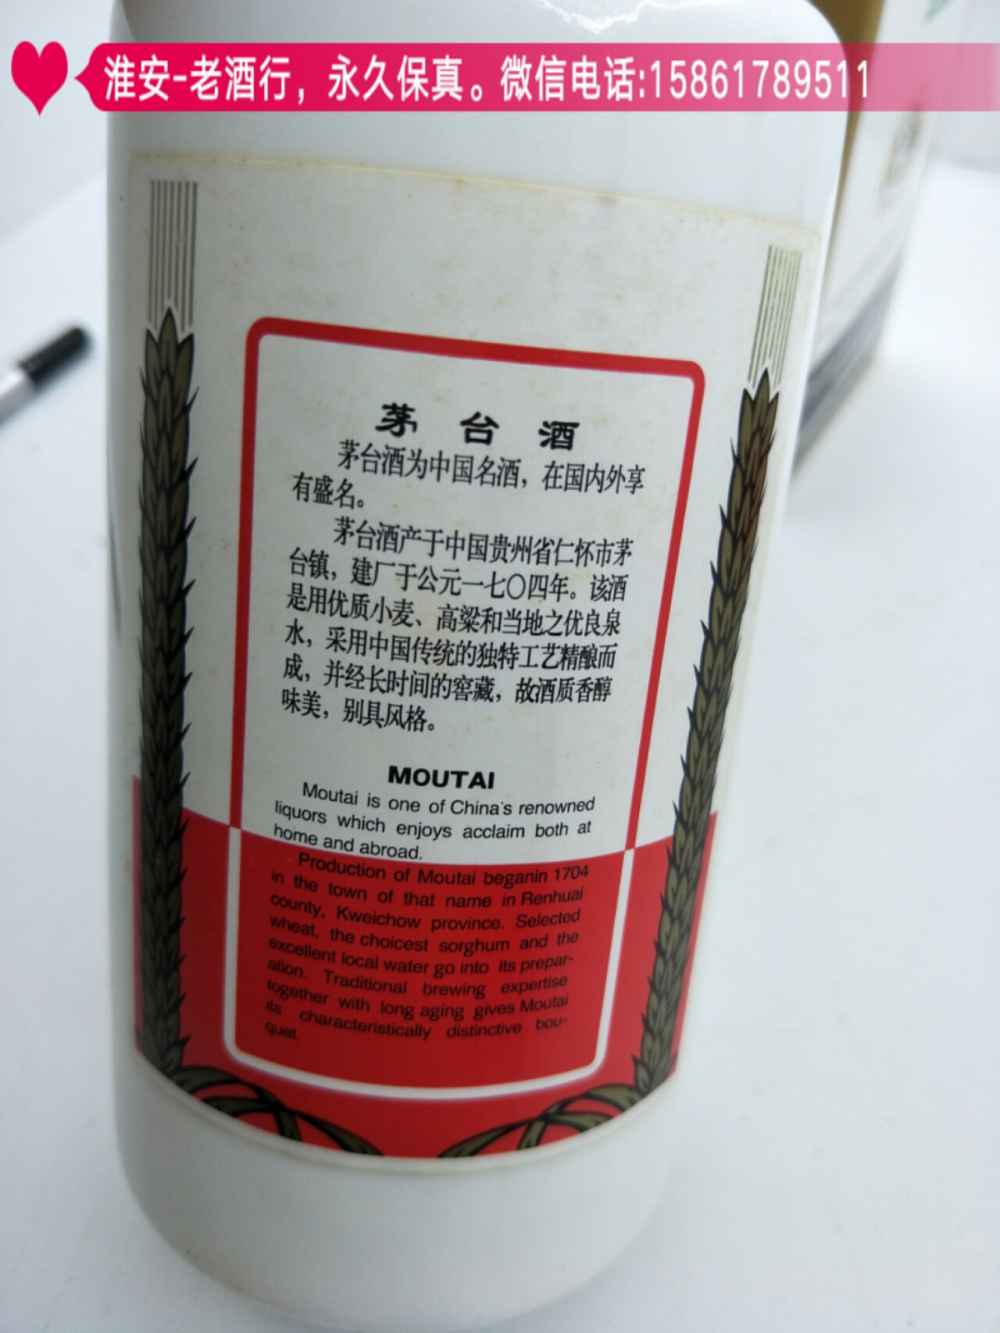 淮安-老酒行，永久保真。微信电话:15861789511
茅台酒
茅台酒为中国名酒，在国内外享
有盛名。
茅台酒产于中国贵州省仁怀市茅
台镇，建厂于公元一七〇四年。该酒
是用优质小麦、高粱和当地之优良泉
水，采用中国传统的独特工艺精酿而
成，并经长时间的窖藏，故酒质香醇
味美，别具风格。
MOUTAI
Moutai is one of China's renowned
liquors which enjoys acclaim both at
home and abroad.
Production of Moutai beganin 1704
in the town of that name in Renhuai
county, Kweichow province. Selected
wheat, the choicest sorghum and the
excellent local water go into its prepar-
ation. Traditional brewing expertise
together with long aging gives Moutai
its characteristically distinctive bou-
quet.